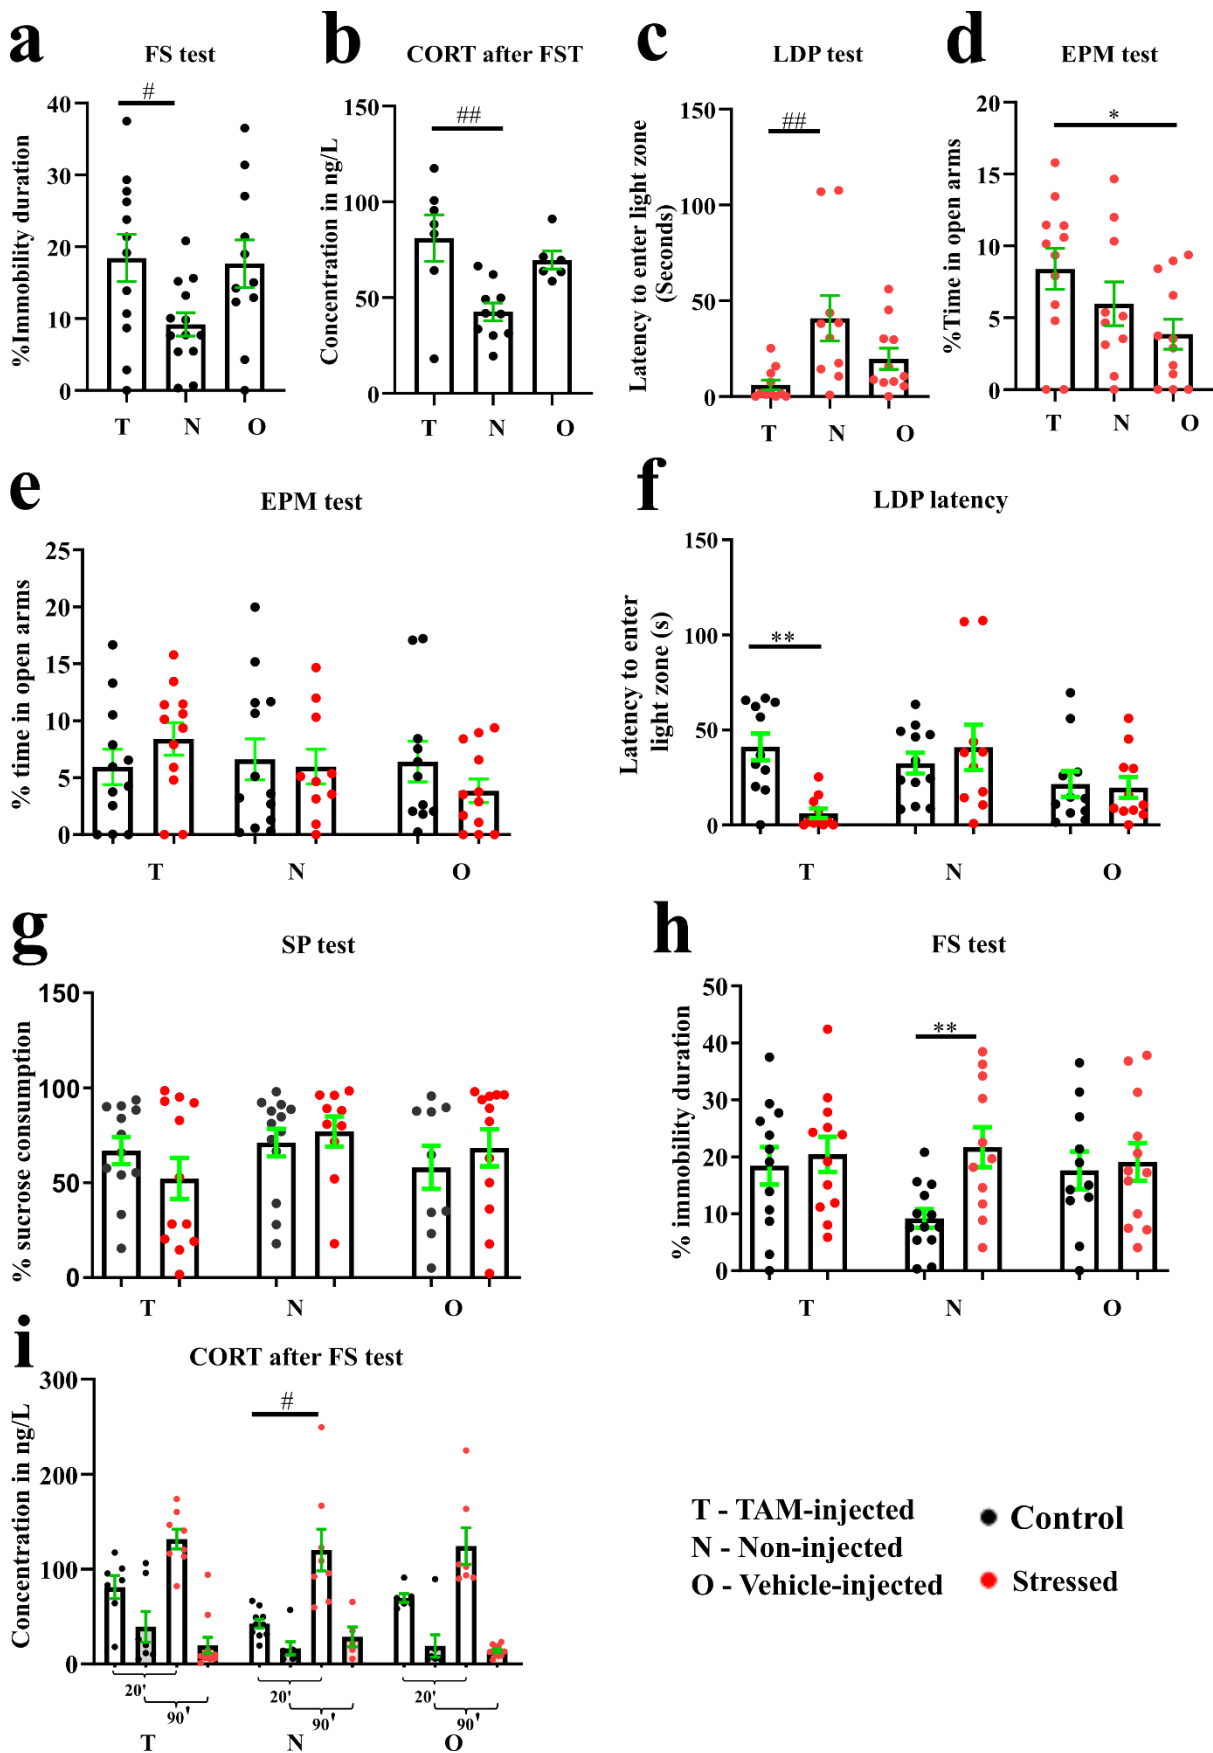 a
FS test
#
%Immobility duration
40
30
20
10
0
T N O
b
CORT after FST
##
Concentration in ng/L
150
100
50
0
T N O
c
LDP test
##
Latency to enter light zone
(Seconds)
150
100
50
0
T N O
d
EPM test
*
%Time in open arms
20
15
10
5
0
T N O
e
EPM test
% time in open arms
25
20
15
10
5
0
T N O
f
LDP latency
**
Latency to enter
light zone (s)
150
100
50
0
T N O
g
SP test
% sucrose consumption
150
100
50
0
T N O
h
FS test
**
% immobility duration
50
40
30
20
10
0
T N O
i
CORT after FS test
#
Concentration in ng/L
300
200
100
0
20' 20' 20'
90' 90' 90'
T N O
T - TAM-injected
N - Non-injected
O - Vehicle-injected
Control
Stressed